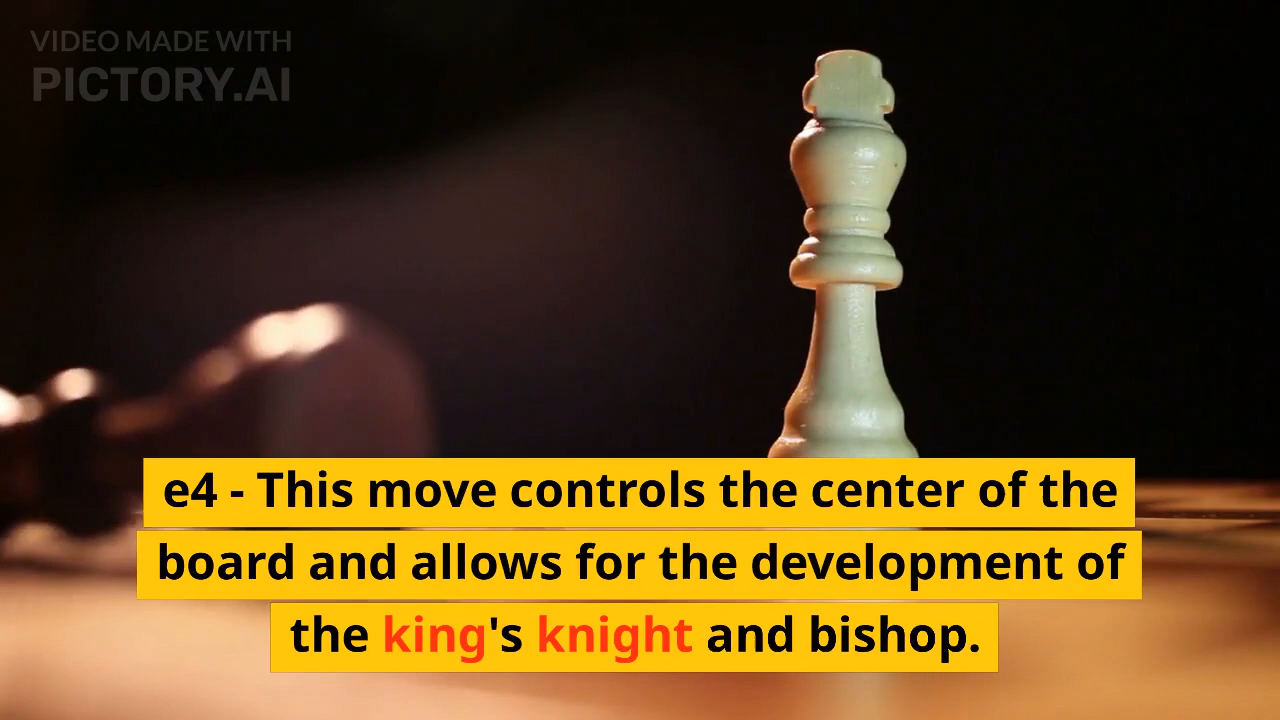 VIDEO MADE WITH
PICTORY.AI
e4 - This move controls the center of the
board and allows for the development of
the king's knight and bishop.